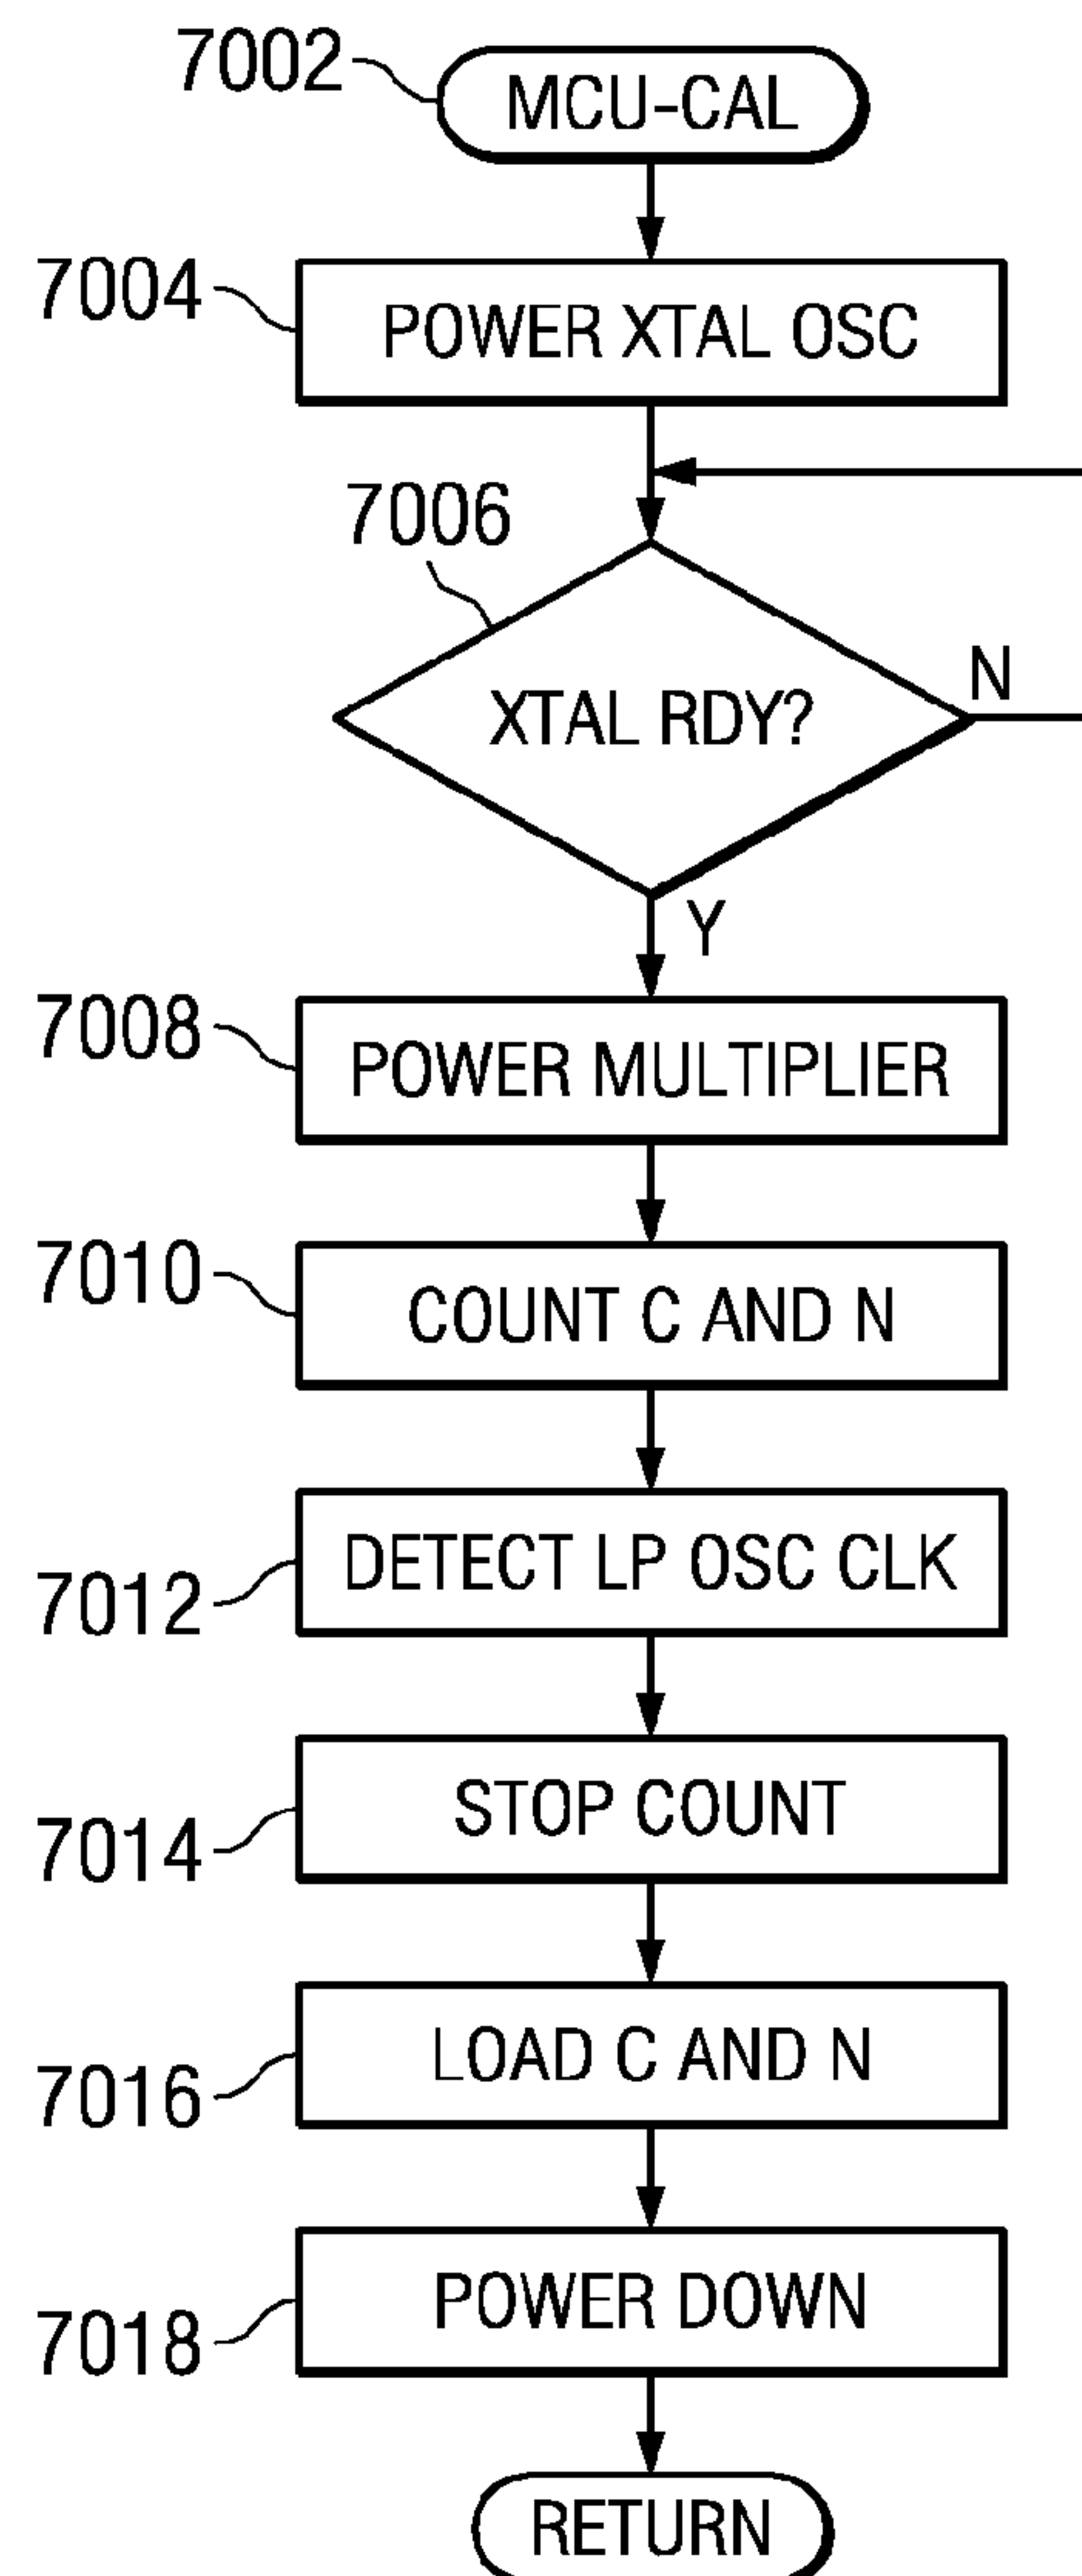 7002
MCU-CAL
7004
POWER XTAL OSC
7006
XTAL RDY?
N
Y
7008
POWER MULTIPLIER
7010
COUNT C AND N
7012
DETECT LP OSC CLK
7014
STOP COUNT
7016
LOAD C AND N
7018
POWER DOWN
RETURN